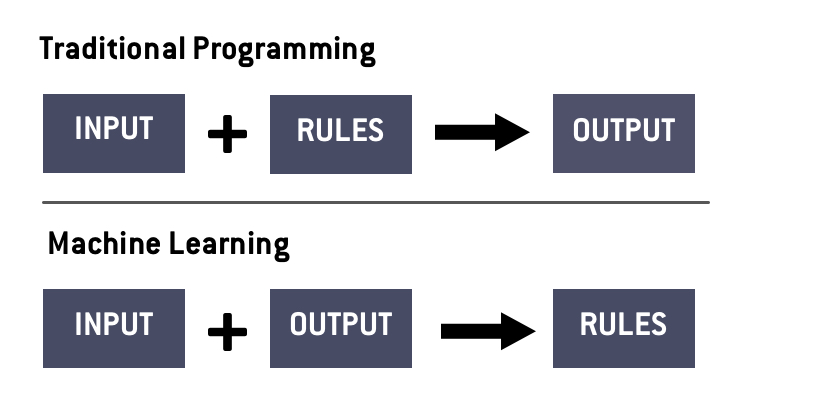 Traditional Programming
INPUT + RULES → OUTPUT
Machine Learning
INPUT + OUTPUT → RULES